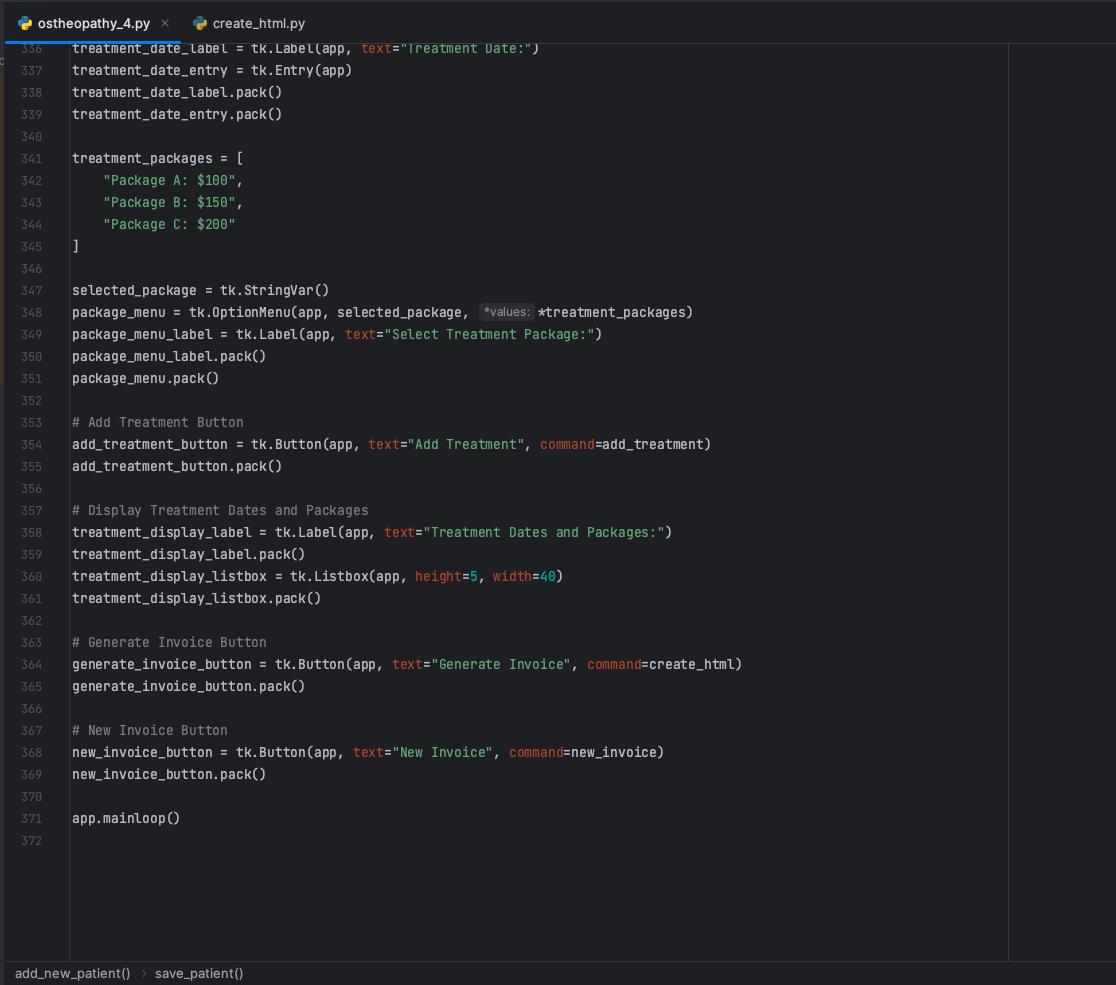 ostheopathy_4.py × create_html.py
336 treatment_date_label = tk.Label(app, text="Treatment Date:")
337 treatment_date_entry = tk.Entry(app)
338 treatment_date_label.pack()
339 treatment_date_entry.pack()
340
341 treatment_packages = [
342     "Package A: $100",
343     "Package B: $150",
344     "Package C: $200"
345 ]
346
347 selected_package = tk.StringVar()
348 package_menu = tk.OptionMenu(app, selected_package, *values: *treatment_packages)
349 package_menu_label = tk.Label(app, text="Select Treatment Package:")
350 package_menu_label.pack()
351 package_menu.pack()
352
353 # Add Treatment Button
354 add_treatment_button = tk.Button(app, text="Add Treatment", command=add_treatment)
355 add_treatment_button.pack()
356
357 # Display Treatment Dates and Packages
358 treatment_display_label = tk.Label(app, text="Treatment Dates and Packages:")
359 treatment_display_label.pack()
360 treatment_display_listbox = tk.Listbox(app, height=5, width=40)
361 treatment_display_listbox.pack()
362
363 # Generate Invoice Button
364 generate_invoice_button = tk.Button(app, text="Generate Invoice", command=create_html)
365 generate_invoice_button.pack()
366
367 # New Invoice Button
368 new_invoice_button = tk.Button(app, text="New Invoice", command=new_invoice)
369 new_invoice_button.pack()
370
371 app.mainloop()
372
add_new_patient() › save_patient()